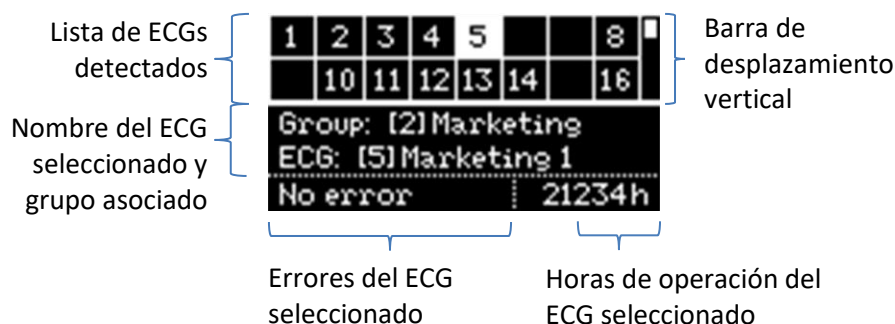 Lista de ECGs
detectados
1 2 3 4 5 8
10 11 12 13 14 16
Barra de
desplazamiento
vertical
Nombre del ECG
seleccionado y
grupo asociado
Group: [2] Marketing
ECG: [5] Marketing 1
No error 21234h
Errores del ECG
seleccionado
Horas de operación del
ECG seleccionado